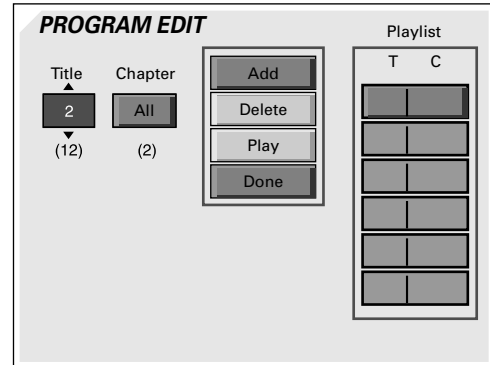 PROGRAM EDIT
Title Chapter
2 All
(12) (2)
Add
Delete
Play
Done
Playlist
T C